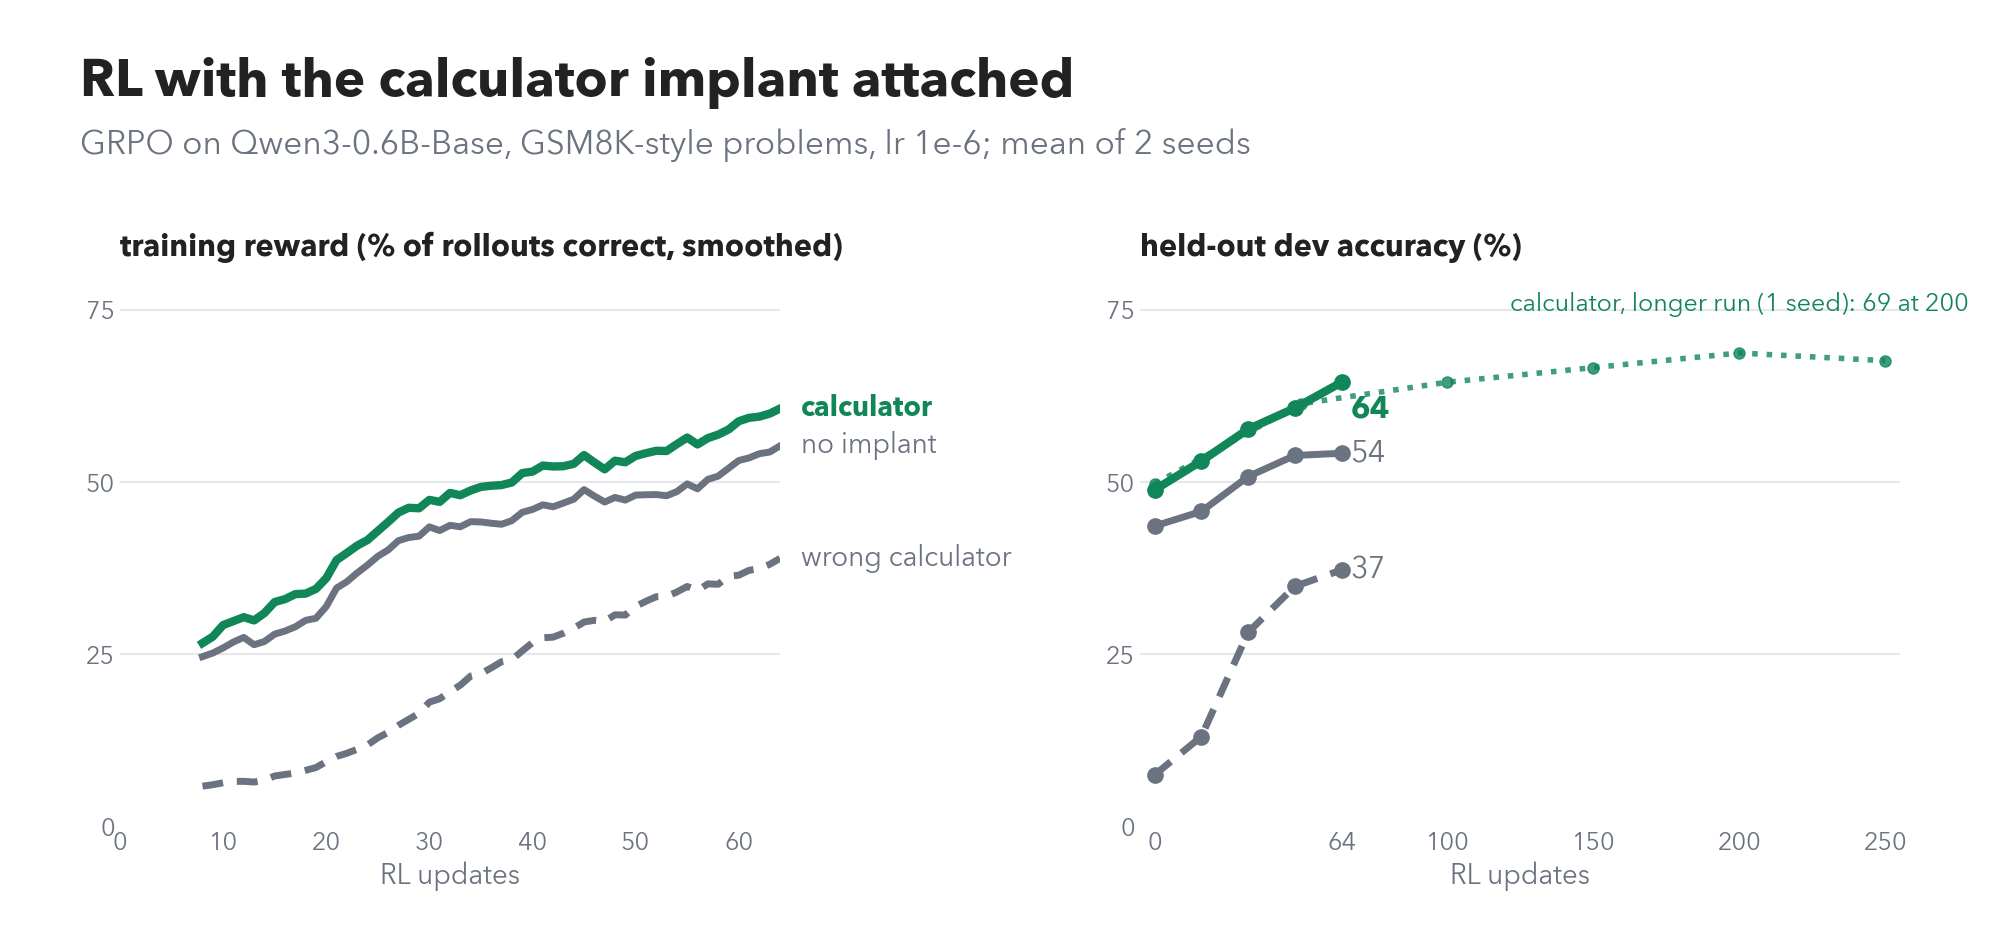 RL with the calculator implant attached
GRPO on Qwen3-0.6B-Base, GSM8K-style problems, lr 1e-6; mean of 2 seeds
training reward (% of rollouts correct, smoothed)
75
50
25
0
0 10 20 30 40 50 60
RL updates
calculator
no implant
wrong calculator
held-out dev accuracy (%)
calculator, longer run (1 seed): 69 at 200
75
50
25
0
64
54
37
0 64 100 150 200 250
RL updates